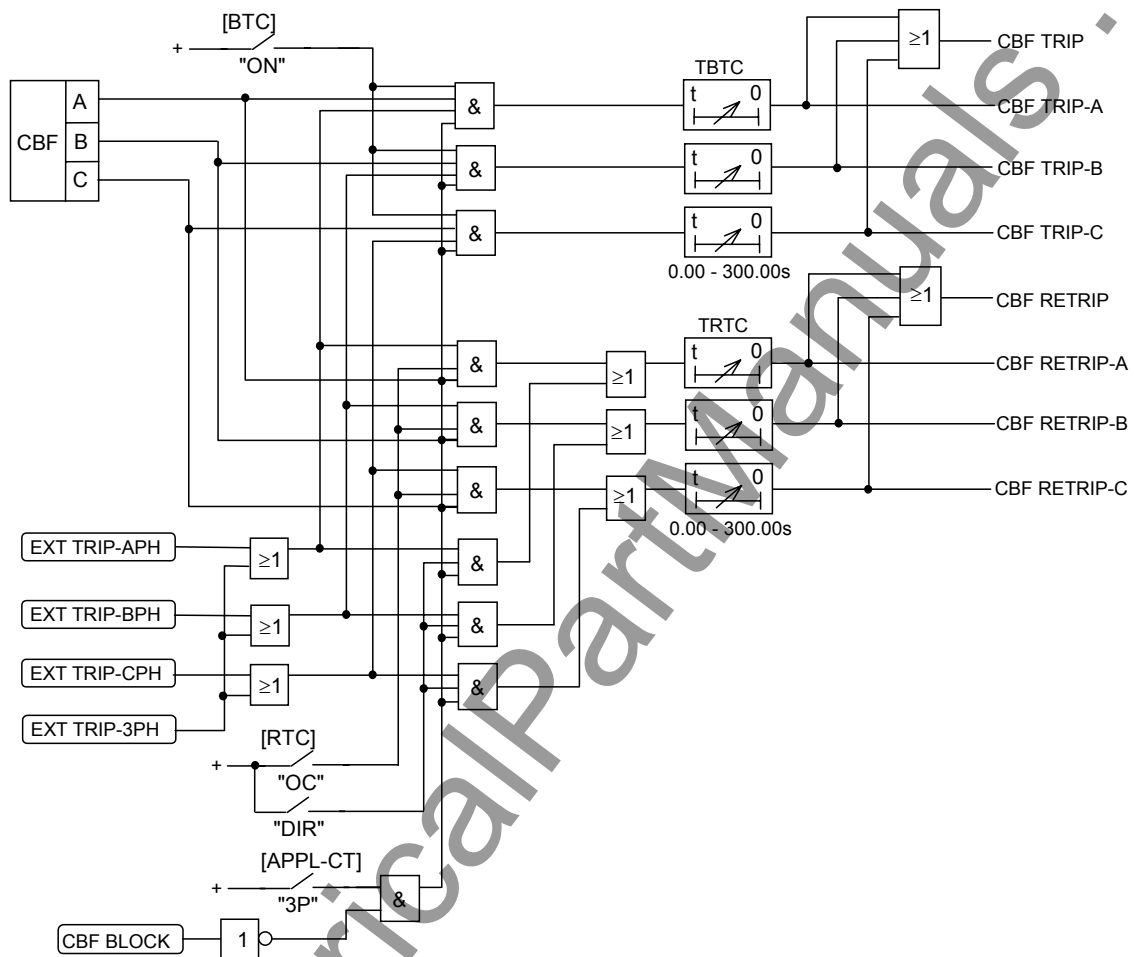 [BTC]
+
"ON"
≥1
CBF TRIP
TBTC
CBF
A
B
C
&
t 0
CBF TRIP-A
&
t 0
CBF TRIP-B
&
t 0
CBF TRIP-C
0.00 - 300.00s
≥1
CBF RETRIP
TRTC
&
≥1
t 0
CBF RETRIP-A
&
≥1
t 0
CBF RETRIP-B
&
≥1
t 0
CBF RETRIP-C
0.00 - 300.00s
EXT TRIP-APH
≥1
&
EXT TRIP-BPH
≥1
&
EXT TRIP-CPH
≥1
&
EXT TRIP-3PH
[RTC]
+
"OC"
"DIR"
[APPL-CT]
+
"3P"
&
CBF BLOCK
1
ricalPartManuals .